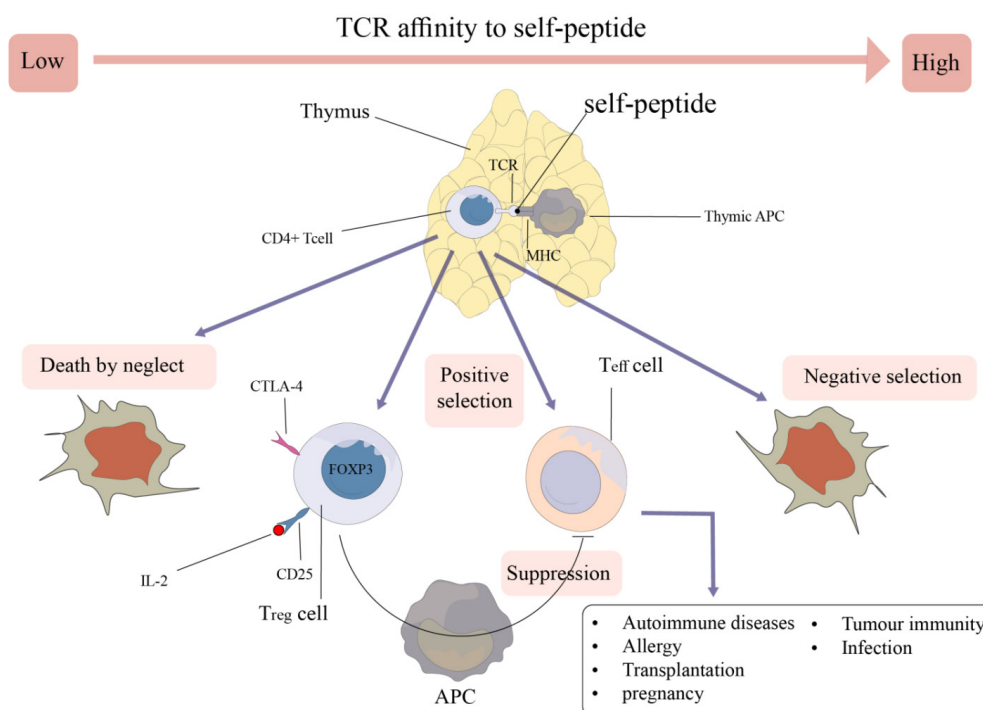 TCR affinity to self-peptide
Low
High
Thymus
self-peptide
TCR
CD4+ Tcell
MHC
Thymic APC
Death by neglect
Positive
selection
Teff cell
Negative selection
CTLA-4
FOXP3
IL-2
CD25
Treg cell
Suppression
APC
• Autoimmune diseases
• Allergy
• Transplantation
• pregnancy
• Tumour immunity
• Infection